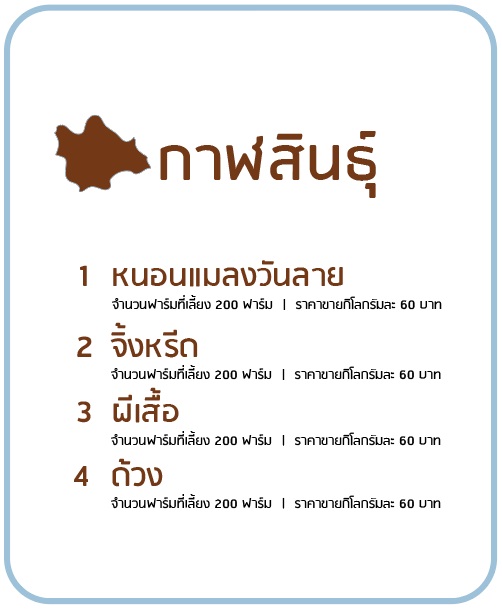 กาฬสินธุ์
1 หนอนแมลงวันลาย
จำนวนฟาร์มที่เลี้ยง 200 ฟาร์ม | ราคาขายกิโลกรัมละ 60 บาท
2 จิ้งหรีด
จำนวนฟาร์มที่เลี้ยง 200 ฟาร์ม | ราคาขายกิโลกรัมละ 60 บาท
3 ผีเสื้อ
จำนวนฟาร์มที่เลี้ยง 200 ฟาร์ม | ราคาขายกิโลกรัมละ 60 บาท
4 ด้วง
จำนวนฟาร์มที่เลี้ยง 200 ฟาร์ม | ราคาขายกิโลกรัมละ 60 บาท